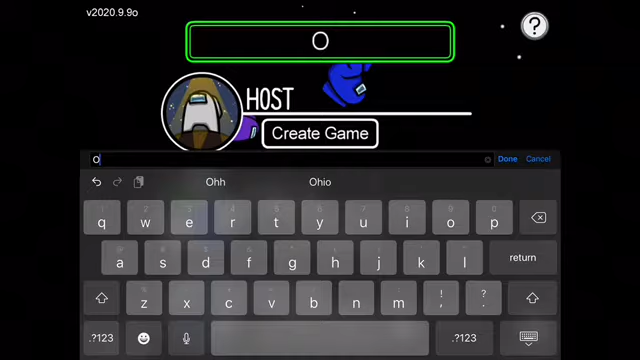 v2020.9.9o
?
O
HOST
Create Game
O
Done Cancel
Ohh Ohio
q w e r t y u i o p
a s d f g h j k l return
z x c v b n m ! , ? .
.?123 .?123